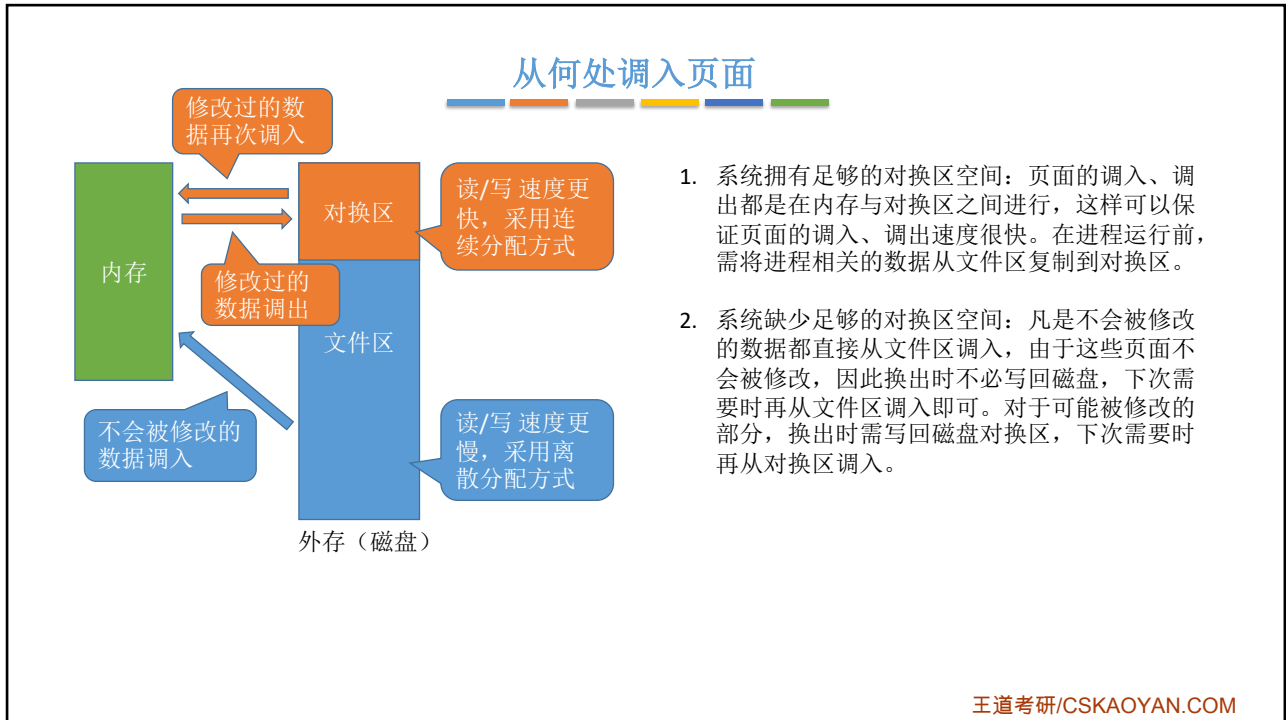 从何处调入页面
修改过的数
据再次调入
内存
对换区
读/写 速度更
快，采用连
续分配方式
修改过的
数据调出
文件区
不会被修改的
数据调入
读/写 速度更
慢，采用离
散分配方式
外存（磁盘）
1. 系统拥有足够的对换区空间：页面的调入、调
出都是在内存与对换区之间进行，这样可以保
证页面的调入、调出速度很快。在进程运行前，
需将进程相关的数据从文件区复制到对换区。
2. 系统缺少足够的对换区空间：凡是不会被修改
的数据都直接从文件区调入，由于这些页面不
会被修改，因此换出时不必写回磁盘，下次需
要时再从文件区调入即可。对于可能被修改的
部分，换出时需写回磁盘对换区，下次需要时
再从对换区调入。
王道考研/CSKAOYAN.COM